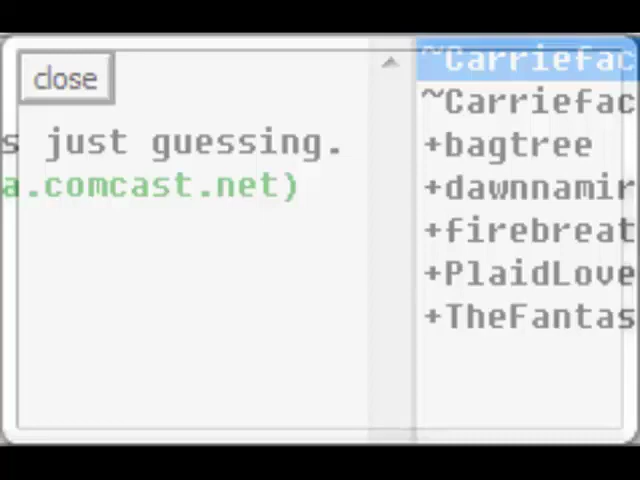 close
s just guessing.
a.comcast.net)
~Carriefac
~Carriefac
+bagtree
+dawnnamir
+firebreat
+PlaidLove
+TheFantas